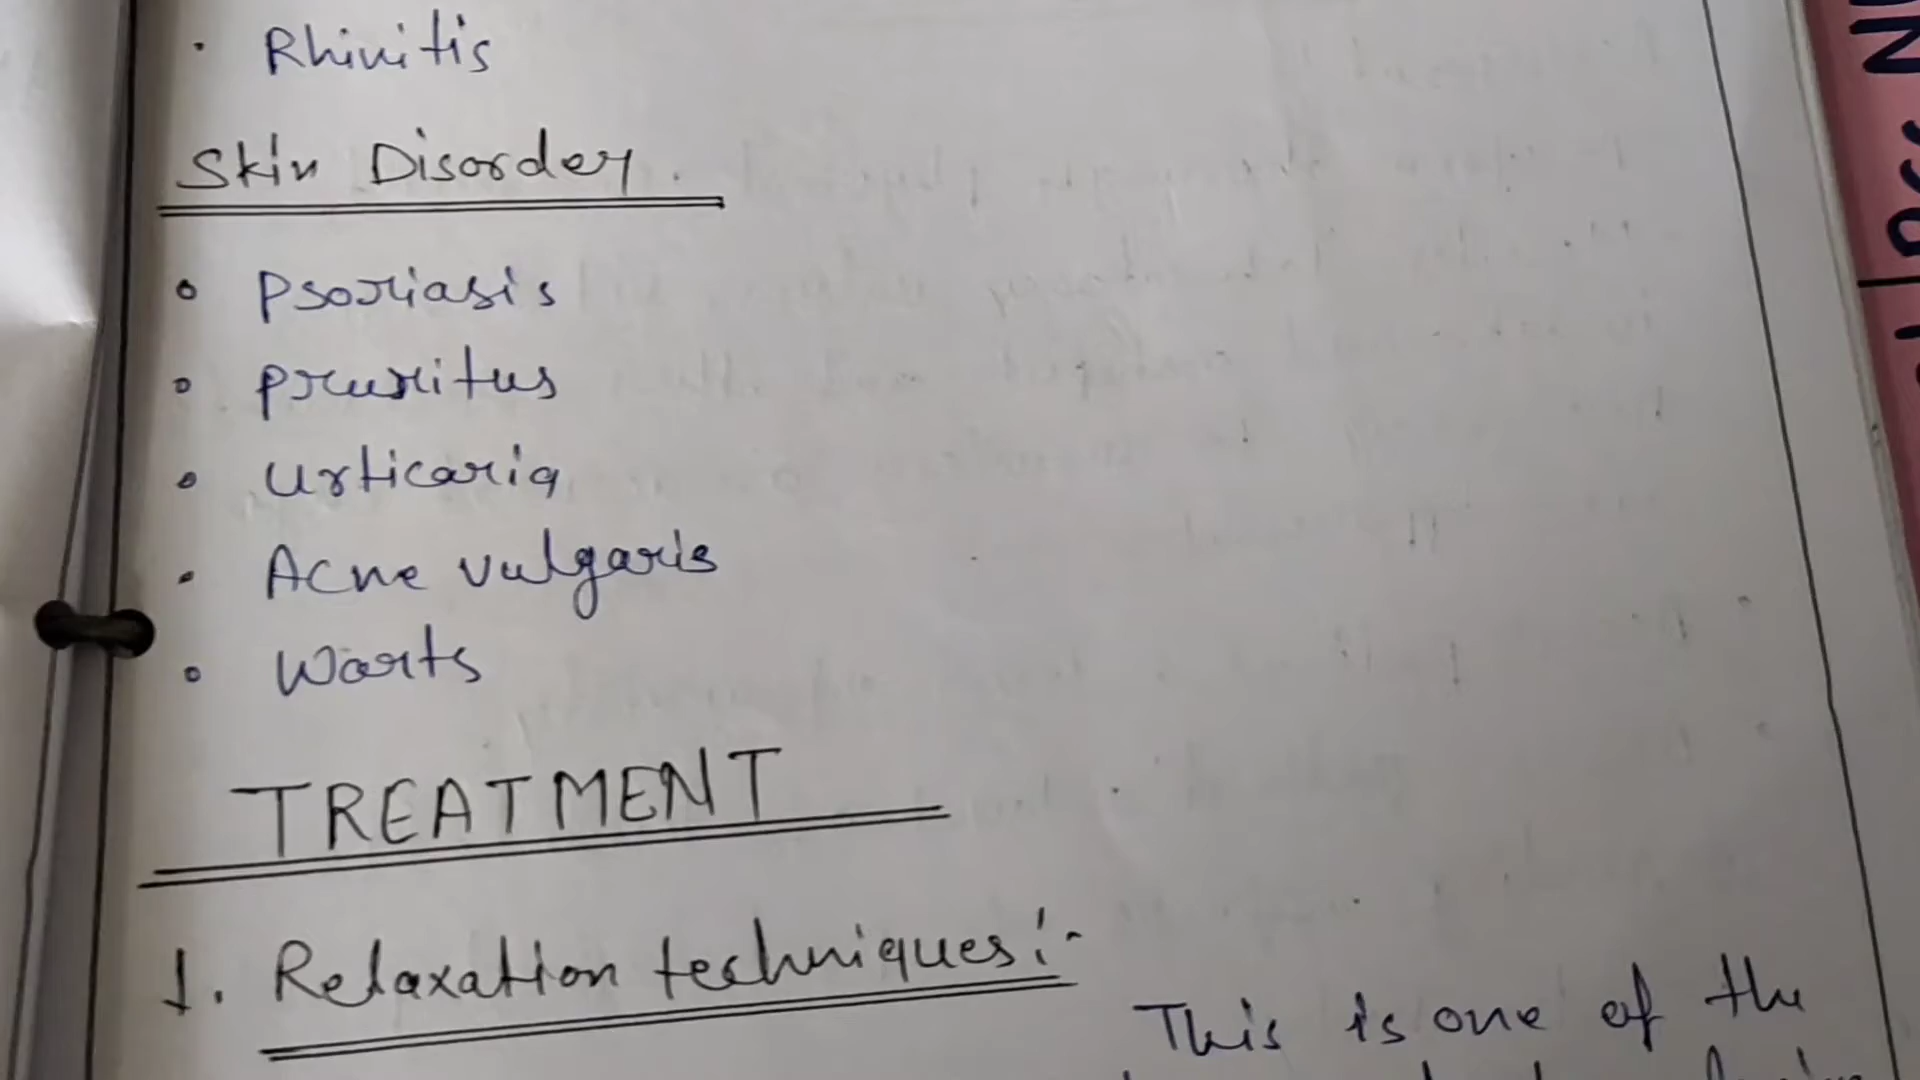 • Rhinitis
Skin Disorder
• Psoriasis
• pruritus
• Urticaria
• Acne vulgaris
• Warts
TREATMENT
1. Relaxation techniques:-
This is one of the